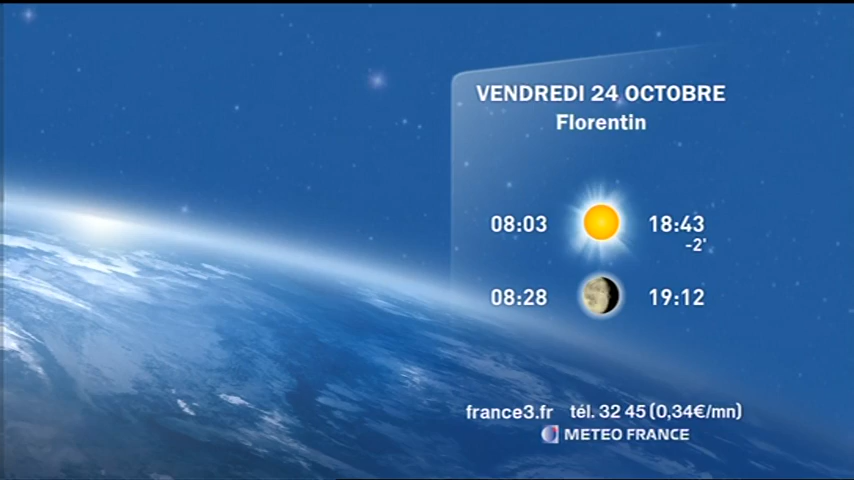 VENDREDI 24 OCTOBRE
Florentin
08:03 18:43
-2'
08:28 19:12
france3.fr tél. 32 45 (0,34€/mn)
METEO FRANCE